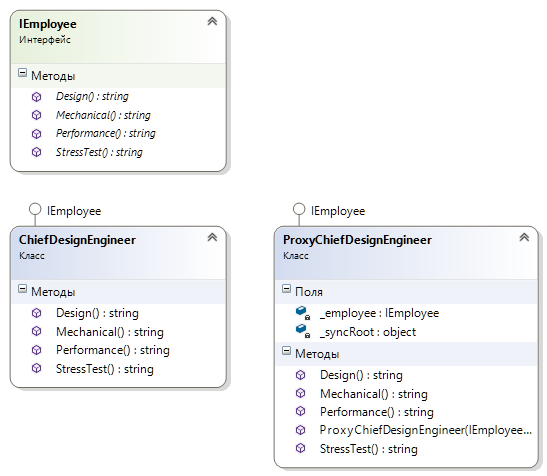 IEmployee
Интерфейс
Методы
Design() : string
Mechanical() : string
Performance() : string
StressTest() : string
IEmployee
ChiefDesignEngineer
Класс
Методы
Design() : string
Mechanical() : string
Performance() : string
StressTest() : string
IEmployee
ProxyChiefDesignEngineer
Класс
Поля
_employee : IEmployee
_syncRoot : object
Методы
Design() : string
Mechanical() : string
Performance() : string
ProxyChiefDesignEngineer(IEmployee...
StressTest() : string